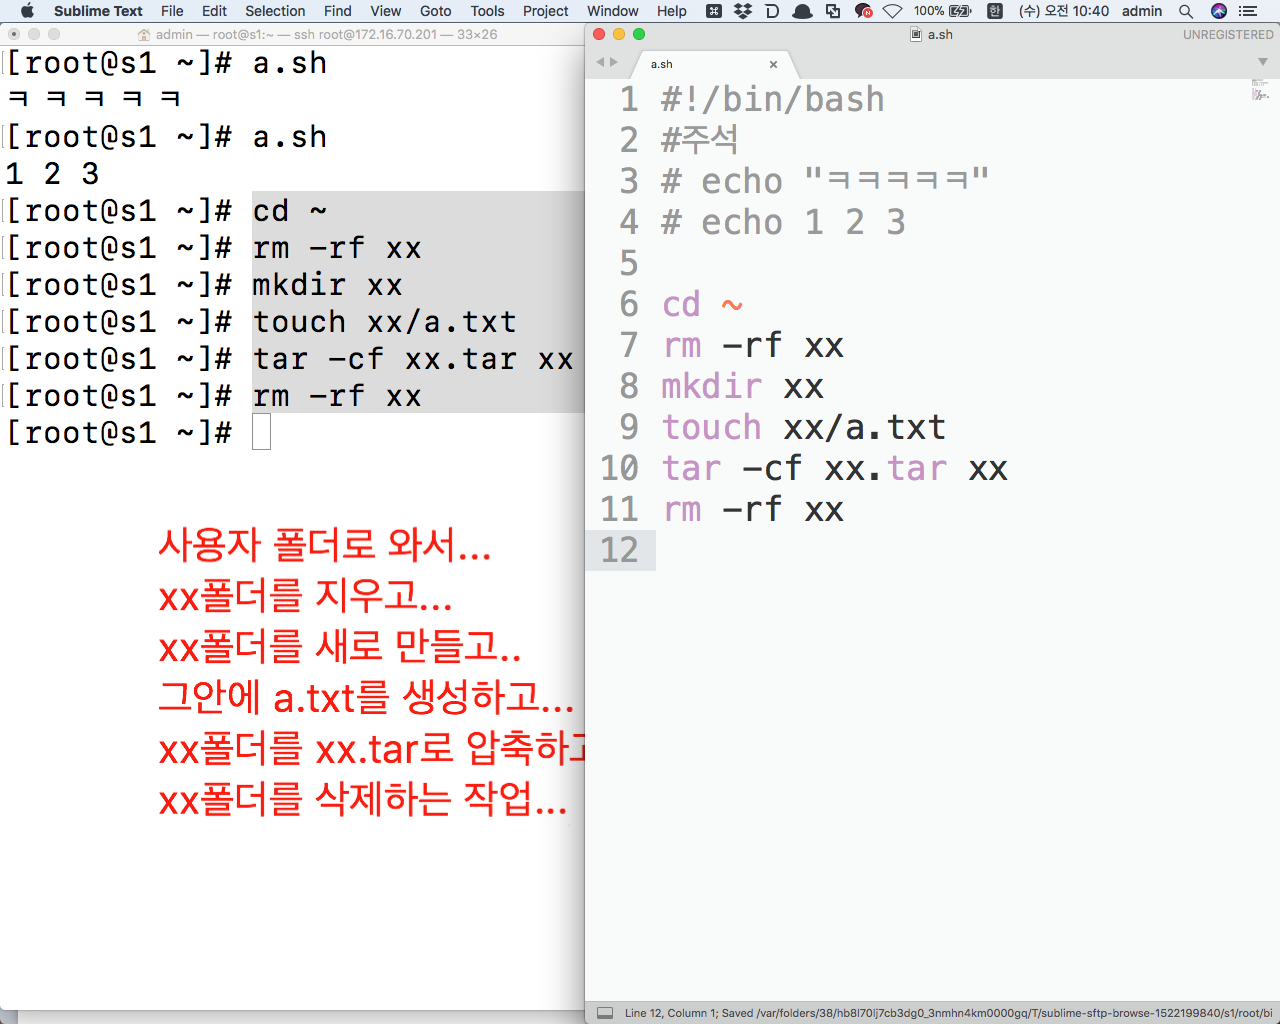 Sublime Text File Edit Selection Find View Goto Tools Project Window Help 100% 한 (수) 오전 10:40 admin
admin — root@s1:~ — ssh root@172.16.70.201 — 33×26
[root@s1 ~]# a.sh
ㅋㅋㅋㅋㅋ
[root@s1 ~]# a.sh
1 2 3
[root@s1 ~]# cd ~
[root@s1 ~]# rm -rf xx
[root@s1 ~]# mkdir xx
[root@s1 ~]# touch xx/a.txt
[root@s1 ~]# tar -cf xx.tar xx
[root@s1 ~]# rm -rf xx
[root@s1 ~]#
사용자 폴더로 와서...
xx폴더를 지우고...
xx폴더를 새로 만들고..
그안에 a.txt를 생성하고...
xx폴더를 xx.tar로 압축하고
xx폴더를 삭제하는 작업...
a.sh
UNREGISTERED
a.sh
1 #!/bin/bash
2 #주석
3 # echo "ㅋㅋㅋㅋㅋ"
4 # echo 1 2 3
5
6 cd ~
7 rm -rf xx
8 mkdir xx
9 touch xx/a.txt
10 tar -cf xx.tar xx
11 rm -rf xx
12
Line 12, Column 1; Saved /var/folders/38/hb8l70lj7cb3dg0_3nmhn4km0000gq/T/sublime-sftp-browse-1522199840/s1/root/bi